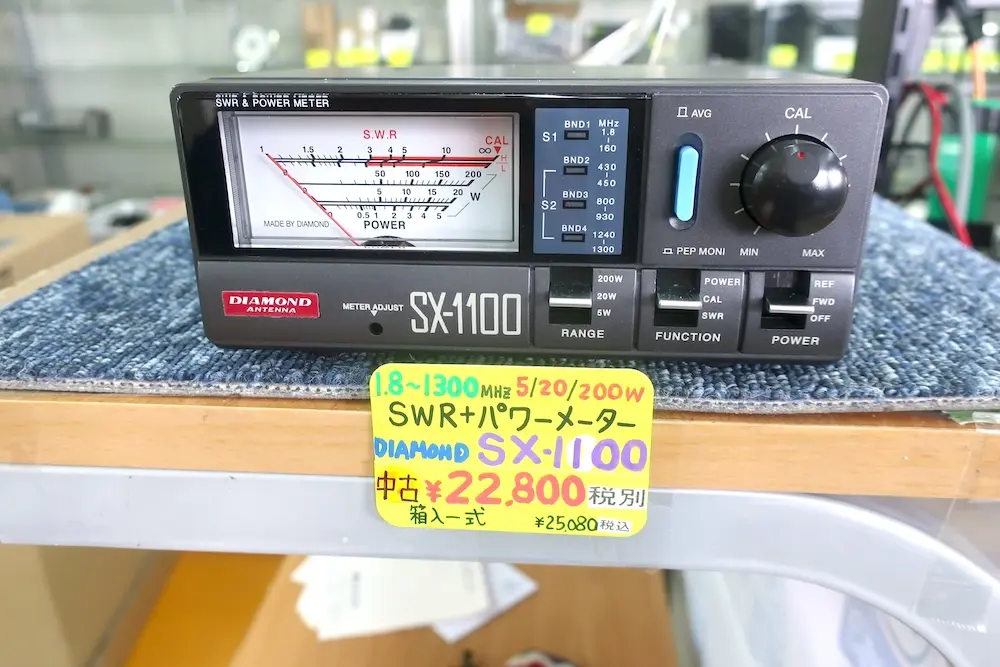 SWR & POWER METER
S.W.R
CAL
1 1.5 2 3 4 5 10 ∞
H
L
50 100 150 200
5 10 15 20
W
0.5 1 2 3 4 5
POWER
MADE BY DIAMOND
S1
BND1
MHz
1.8
160
BND2
430
450
S2
BND3
800
930
BND4
1240
1300
AVG
PEP MONI
CAL
MIN
MAX
DIAMOND
ANTENNA
METER ADJUST
SX-1100
200W
20W
5W
RANGE
POWER
CAL
SWR
FUNCTION
REF
FWD
OFF
POWER
1.8~1300MHz 5/20/200W
SWR+パワーメーター
DIAMOND SX-1100
中古 ¥22,800税別
箱入一式 ¥25,080税込